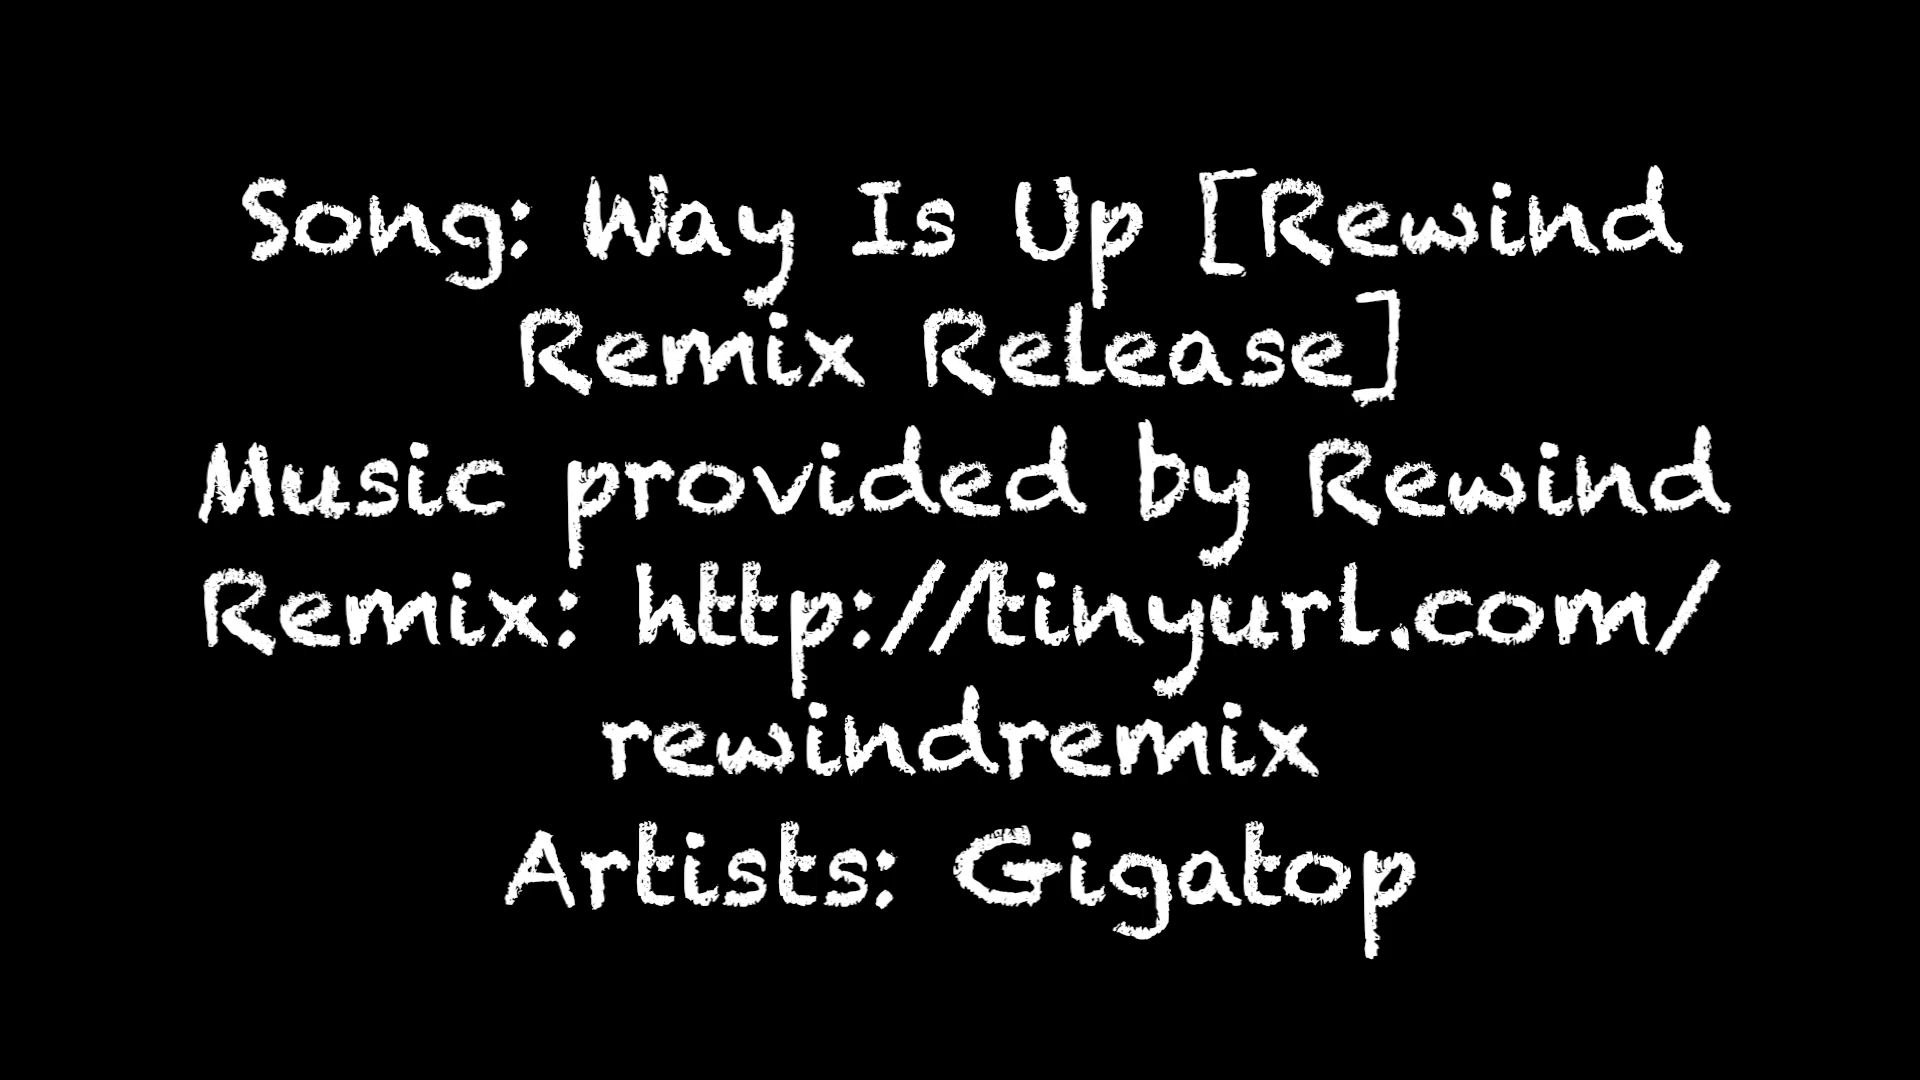 Song: Way Is Up [Rewind
Remix Release]
Music provided by Rewind
Remix: http://tinyurl.com/
rewindremix
Artists: Gigatop